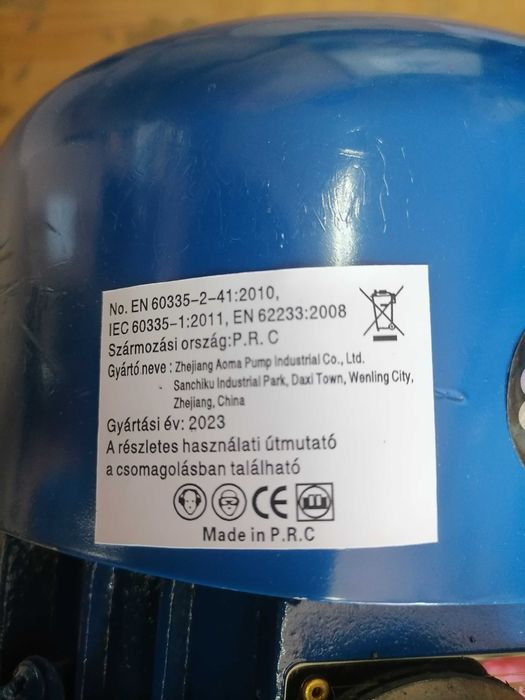 No. EN 60335-2-41:2010,
IEC 60335-1:2011, EN 62233:2008
Szármozási ország:P.R. C
Gyártó neve : Zhejiang Aoma Pump Industrial Co., Ltd.
Sanchiku Industrial Park, Daxi Town, Wenling City,
Zhejiang, China
Gyártási év: 2023
A részletes használati útmutató
a csomagolásban található
CE
Made in P.R.C